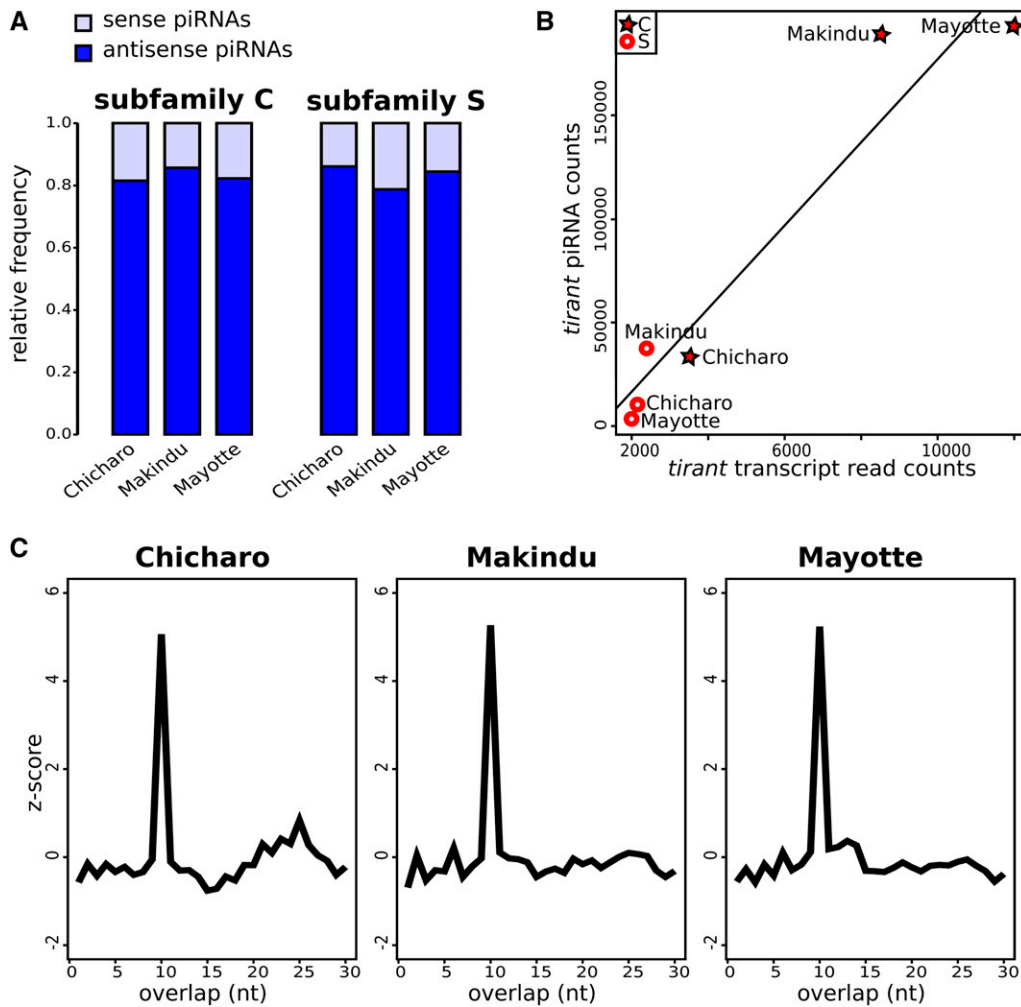 A
sense piRNAs
antisense piRNAs
subfamily C
subfamily S
relative frequency
1.0
0.8
0.6
0.4
0.2
0.0
Chicharo
Makindu
Mayotte
Chicharo
Makindu
Mayotte
B
C
S
Makindu
Mayotte
Makindu
Chicharo
Chicharo
Mayotte
tirant piRNA counts
150000
100000
50000
0
2000
6000
10000
tirant transcript read counts
C
Chicharo
Makindu
Mayotte
z-score
6
4
2
0
-2
0 5 10 15 20 25 30
overlap (nt)
6
4
2
0
-2
0 5 10 15 20 25 30
overlap (nt)
6
4
2
0
-2
0 5 10 15 20 25 30
overlap (nt)